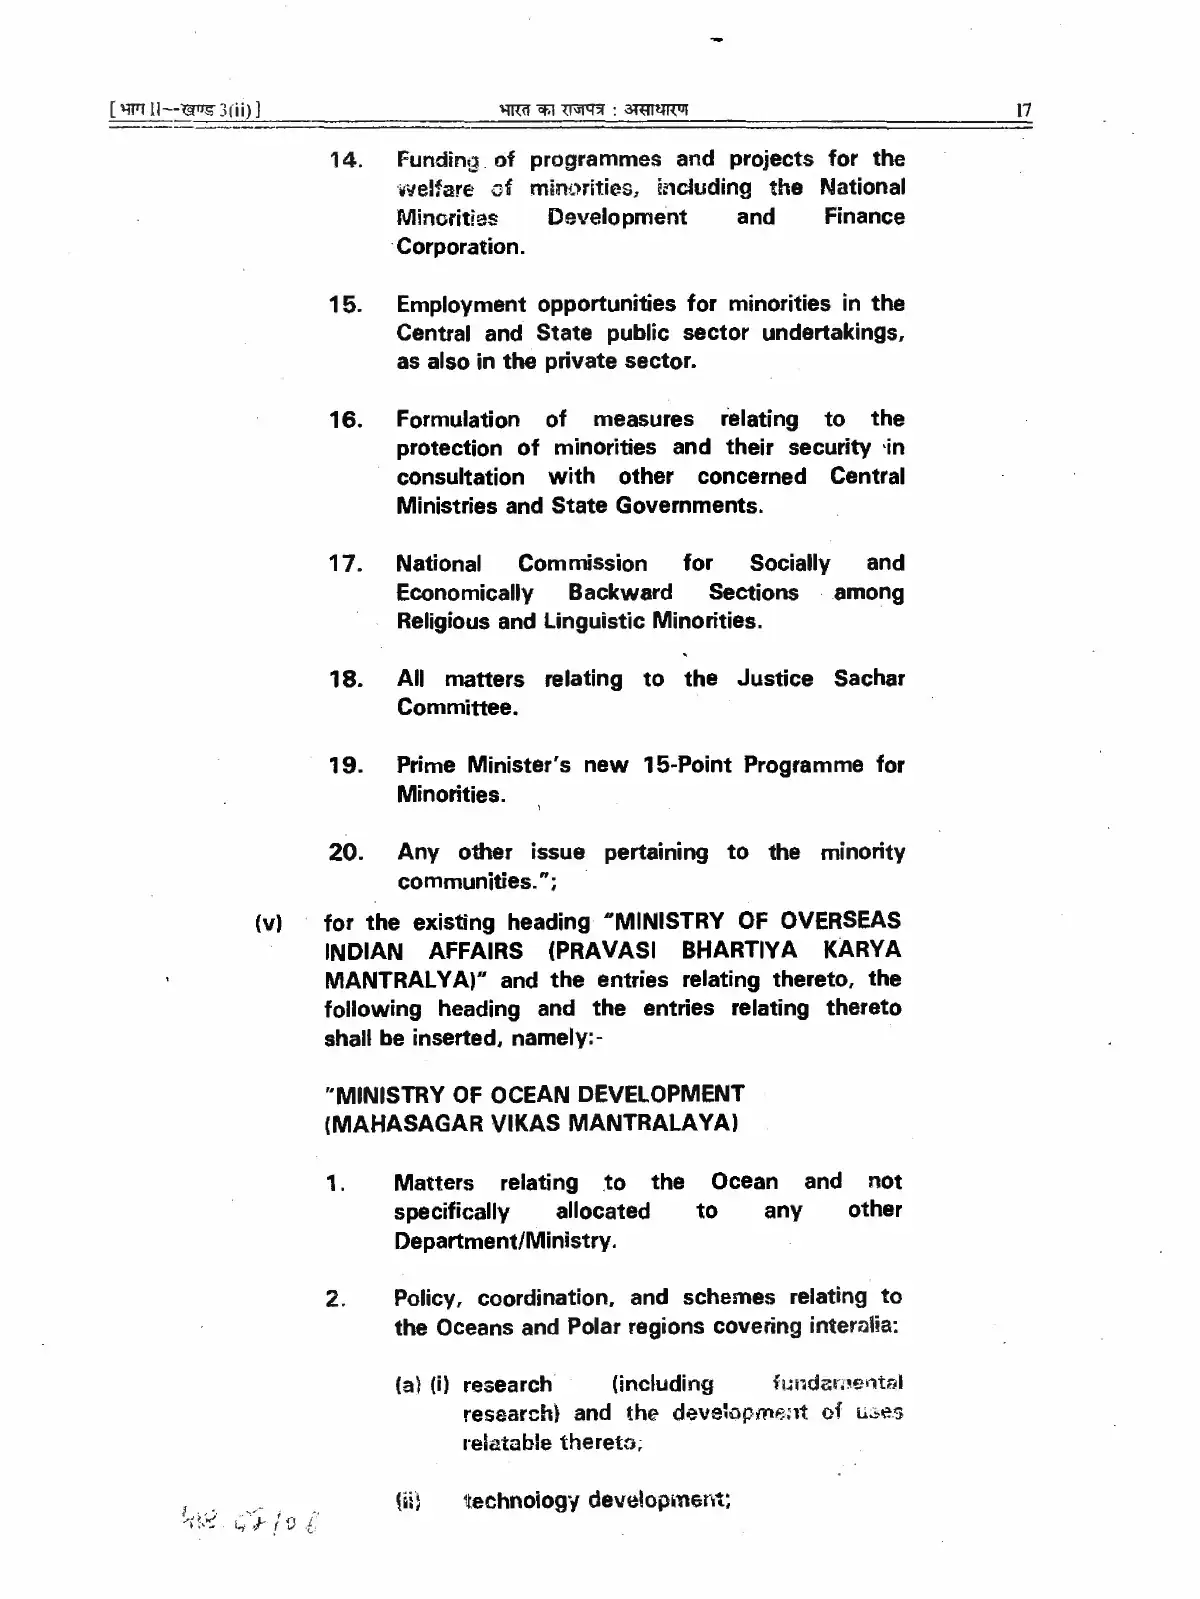 [ भाग II--खण्ड 3(ii) ] भारत का राजपत्र : असाधारण 17
14. Funding of programmes and projects for the
welfare of minorities, including the National
Minorities Development and Finance
Corporation.
15. Employment opportunities for minorities in the
Central and State public sector undertakings,
as also in the private sector.
16. Formulation of measures relating to the
protection of minorities and their security in
consultation with other concerned Central
Ministries and State Governments.
17. National Commission for Socially and
Economically Backward Sections among
Religious and Linguistic Minorities.
18. All matters relating to the Justice Sachar
Committee.
19. Prime Minister's new 15-Point Programme for
Minorities.
20. Any other issue pertaining to the minority
communities.";
(v) for the existing heading "MINISTRY OF OVERSEAS
INDIAN AFFAIRS (PRAVASI BHARTIYA KARYA
MANTRALYA)" and the entries relating thereto, the
following heading and the entries relating thereto
shall be inserted, namely:-
"MINISTRY OF OCEAN DEVELOPMENT
(MAHASAGAR VIKAS MANTRALAYA)
1. Matters relating to the Ocean and not
specifically allocated to any other
Department/Ministry.
2. Policy, coordination, and schemes relating to
the Oceans and Polar regions covering interalia:
(a) (i) research (including fundamental
research) and the development of uses
relatable thereto;
(ii) technology development;